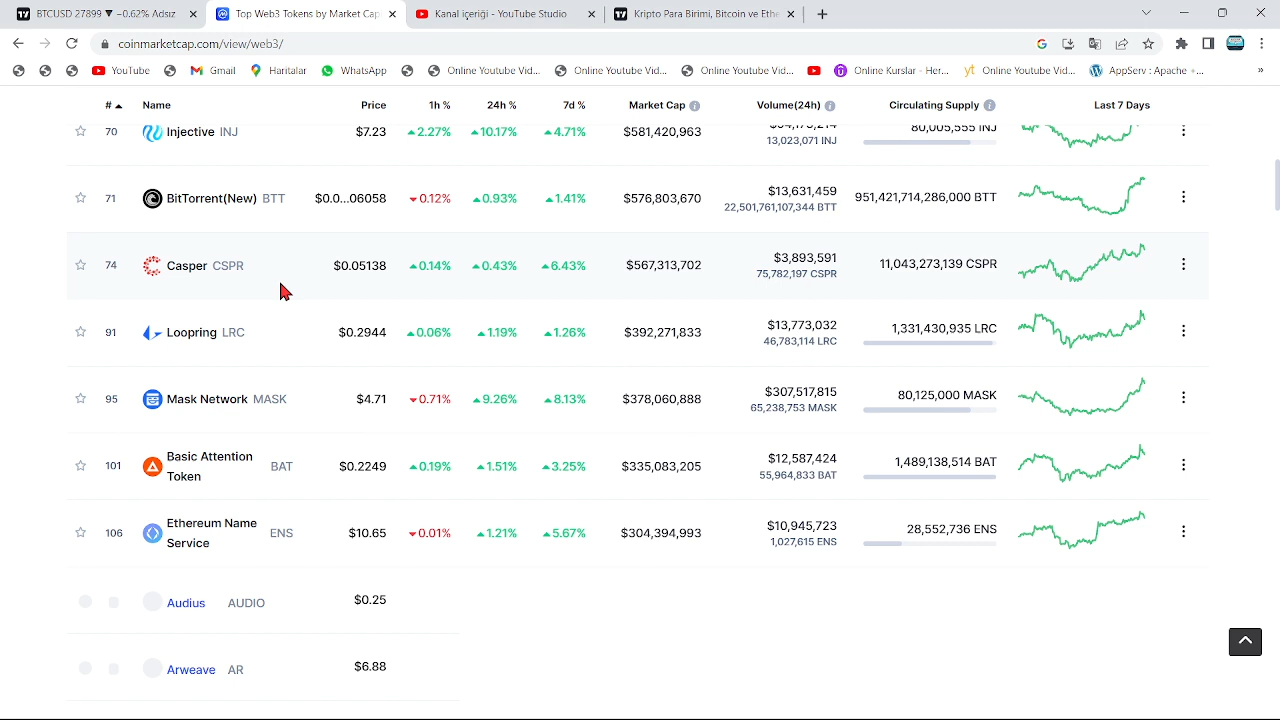 BTCUSD 27899 ▼ −0.62% Adsız
Top Web3 Tokens by Market Cap
Kanal içeriği - YouTube Studio
Kripto Para Birimi, Bitcoin ve Ethe
coinmarketcap.com/view/web3/
YouTube
Gmail
Haritalar
WhatsApp
Online Youtube Vid...
Online Youtube Vid...
Online Youtube Vid...
Online Kurslar - Her...
yt Online Youtube Vid...
AppServ : Apache +...
»
# Name Price 1h % 24h % 7d % Market Cap Volume(24h) Circulating Supply Last 7 Days
70 Injective INJ $7.23 2.27% 10.17% 4.71% $581,420,963 $94,175,214 80,005,555 INJ
13,023,071 INJ
71 BitTorrent(New) BTT $0.0...06058 0.12% 0.93% 1.41% $576,803,670 $13,631,459 951,421,714,286,000 BTT
22,501,761,107,344 BTT
74 Casper CSPR $0.05138 0.14% 0.43% 6.43% $567,313,702 $3,893,591 11,043,273,139 CSPR
75,782,197 CSPR
91 Loopring LRC $0.2944 0.06% 1.19% 1.26% $392,271,833 $13,773,032 1,331,430,935 LRC
46,783,114 LRC
95 Mask Network MASK $4.71 0.71% 9.26% 8.13% $378,060,888 $307,517,815 80,125,000 MASK
65,238,753 MASK
101 Basic Attention Token BAT $0.2249 0.19% 1.51% 3.25% $335,083,205 $12,587,424 1,489,138,514 BAT
55,964,833 BAT
106 Ethereum Name Service ENS $10.65 0.01% 1.21% 5.67% $304,394,993 $10,945,723 28,552,736 ENS
1,027,615 ENS
Audius AUDIO $0.25
Arweave AR $6.88